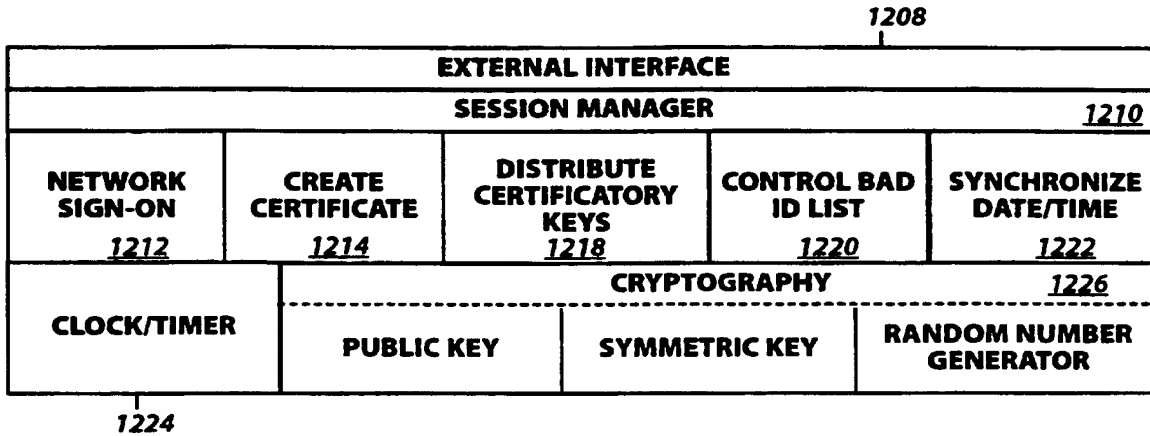 1208
EXTERNAL INTERFACE
SESSION MANAGER
1210
NETWORK
SIGN-ON
1212
CREATE
CERTIFICATE
1214
DISTRIBUTE
CERTIFICATORY
KEYS
1218
CONTROL BAD
ID LIST
1220
SYNCHRONIZE
DATE/TIME
1222
CLOCK/TIMER
CRYPTOGRAPHY
1226
PUBLIC KEY
SYMMETRIC KEY
RANDOM NUMBER
GENERATOR
1224